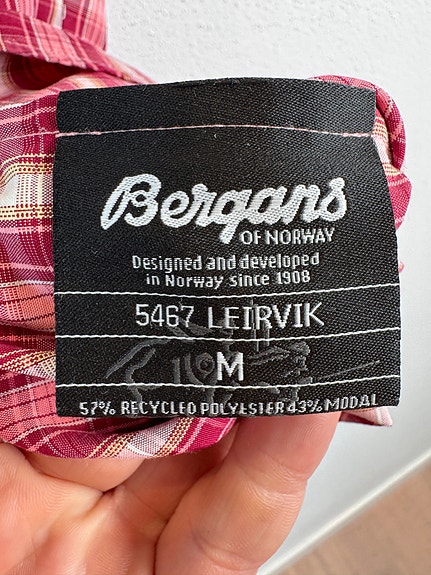 Bergans
OF NORWAY
Designed and developed
in Norway since 1908
5467 LEIRVIK
M
57% RECYCLED POLYESTER 43% MODAL